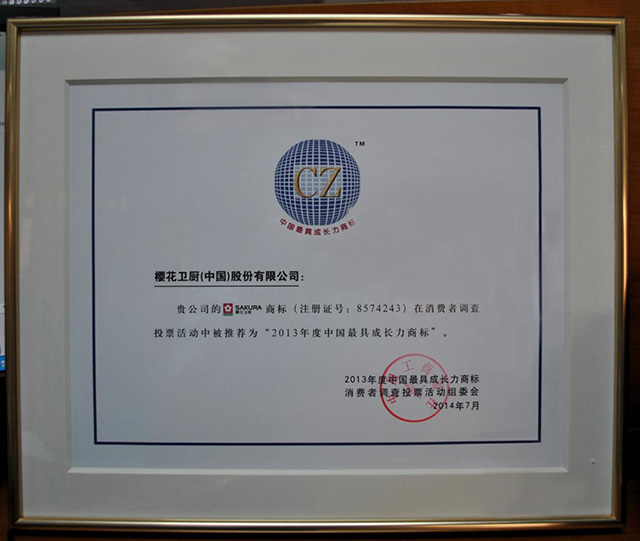 TM
CZ
中国最具成长力商标
樱花卫厨(中国)股份有限公司:
贵公司的 SAKURA 樱花卫厨 商标（注册证号：8574243）在消费者调查
投票活动中被推荐为“2013年度中国最具成长力商标”。
2013年度中国最具成长力商标
消费者调查投票活动组委会
2014年7月